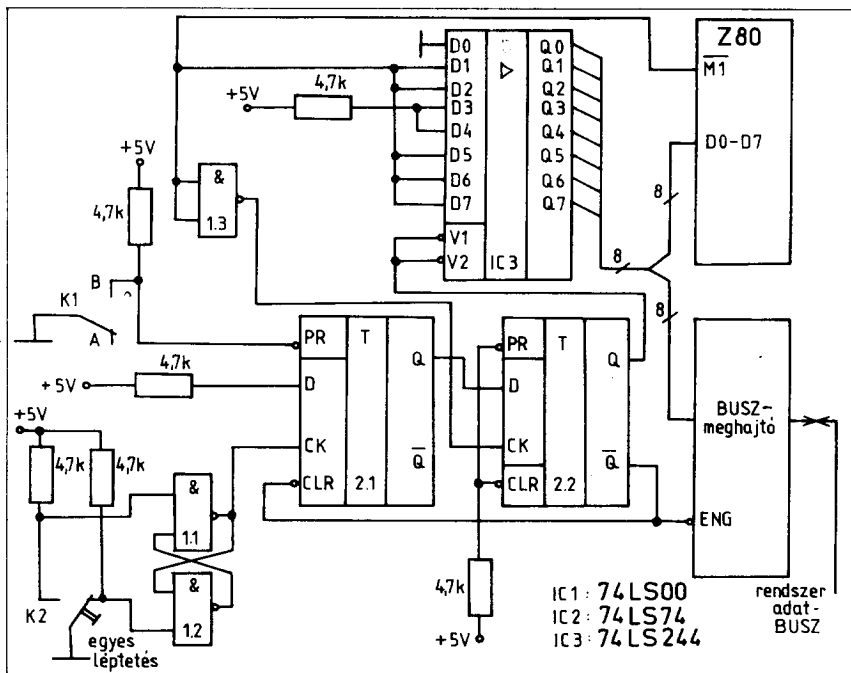 Z80
M1
D0-D7
D0
D1
D2
D3
D4
D5
D6
D7
V1
V2
▷
IC3
Q0
Q1
Q2
Q3
Q4
Q5
Q6
Q7
+5V
4,7k
+5V
4,7k
&
1.3
8
8
8
B
K1
A
+5V
4,7k
PR
T
D
CK
CLR
2.1
Q
Q
PR
T
D
CK
CLR
2.2
Q
Q
BUSZ-
meghajtó
ENG
+5V
4,7k
4,7k
&
1.1
&
1.2
K2
egyes
léptetés
4,7k
+5V
IC1 : 74LS00
IC2 : 74LS74
IC3 : 74LS244
rendszer
adat-
BUSZ